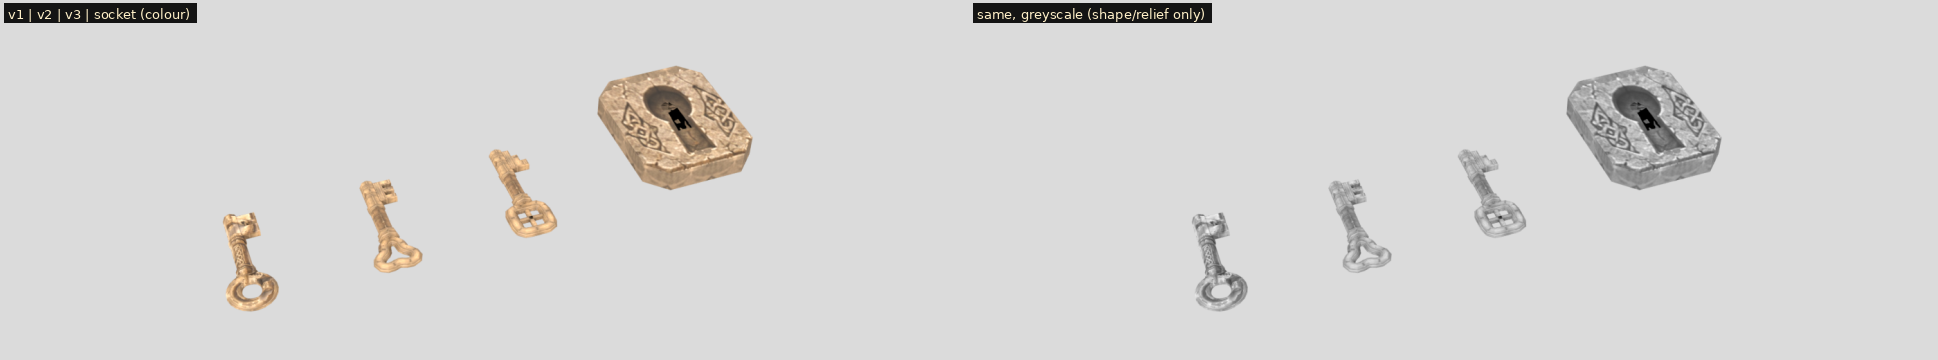 v1 | v2 | v3 | socket (colour)
same, greyscale (shape/relief only)